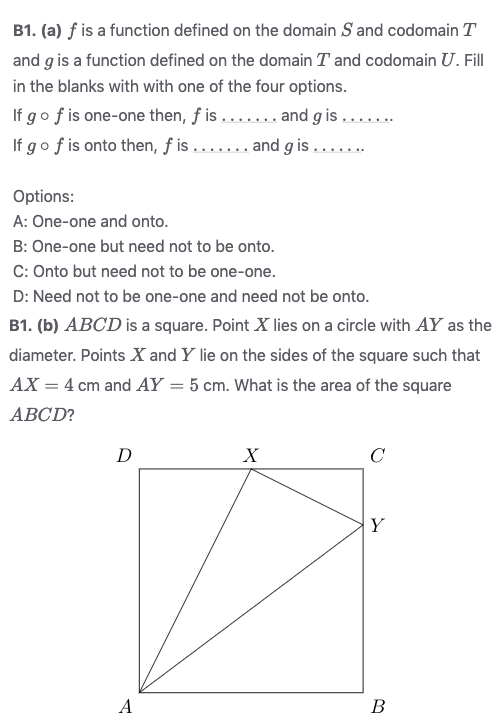 B1. (a) f is a function defined on the domain S and codomain T
and g is a function defined on the domain T and codomain U. Fill
in the blanks with with one of the four options.
If g ∘ f is one-one then, f is ....... and g is .......
If g ∘ f is onto then, f is ....... and g is .......
Options:
A: One-one and onto.
B: One-one but need not to be onto.
C: Onto but need not to be one-one.
D: Need not to be one-one and need not be onto.
B1. (b) ABCD is a square. Point X lies on a circle with AY as the
diameter. Points X and Y lie on the sides of the square such that
AX = 4 cm and AY = 5 cm. What is the area of the square
ABCD?
D X C
Y
A B